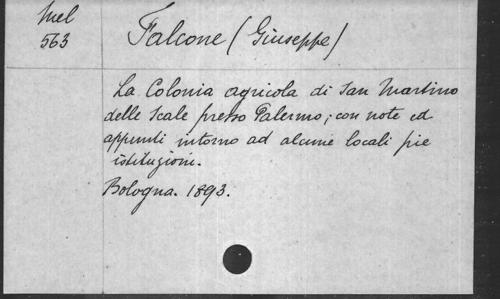 Mel
563
Falcone (Giuseppe)
La Colonia agricola di San Martino
delle Scale presso Palermo; con note ed
appunti intorno ad alcune locali pie
istituzioni.
Bologna. 1893.